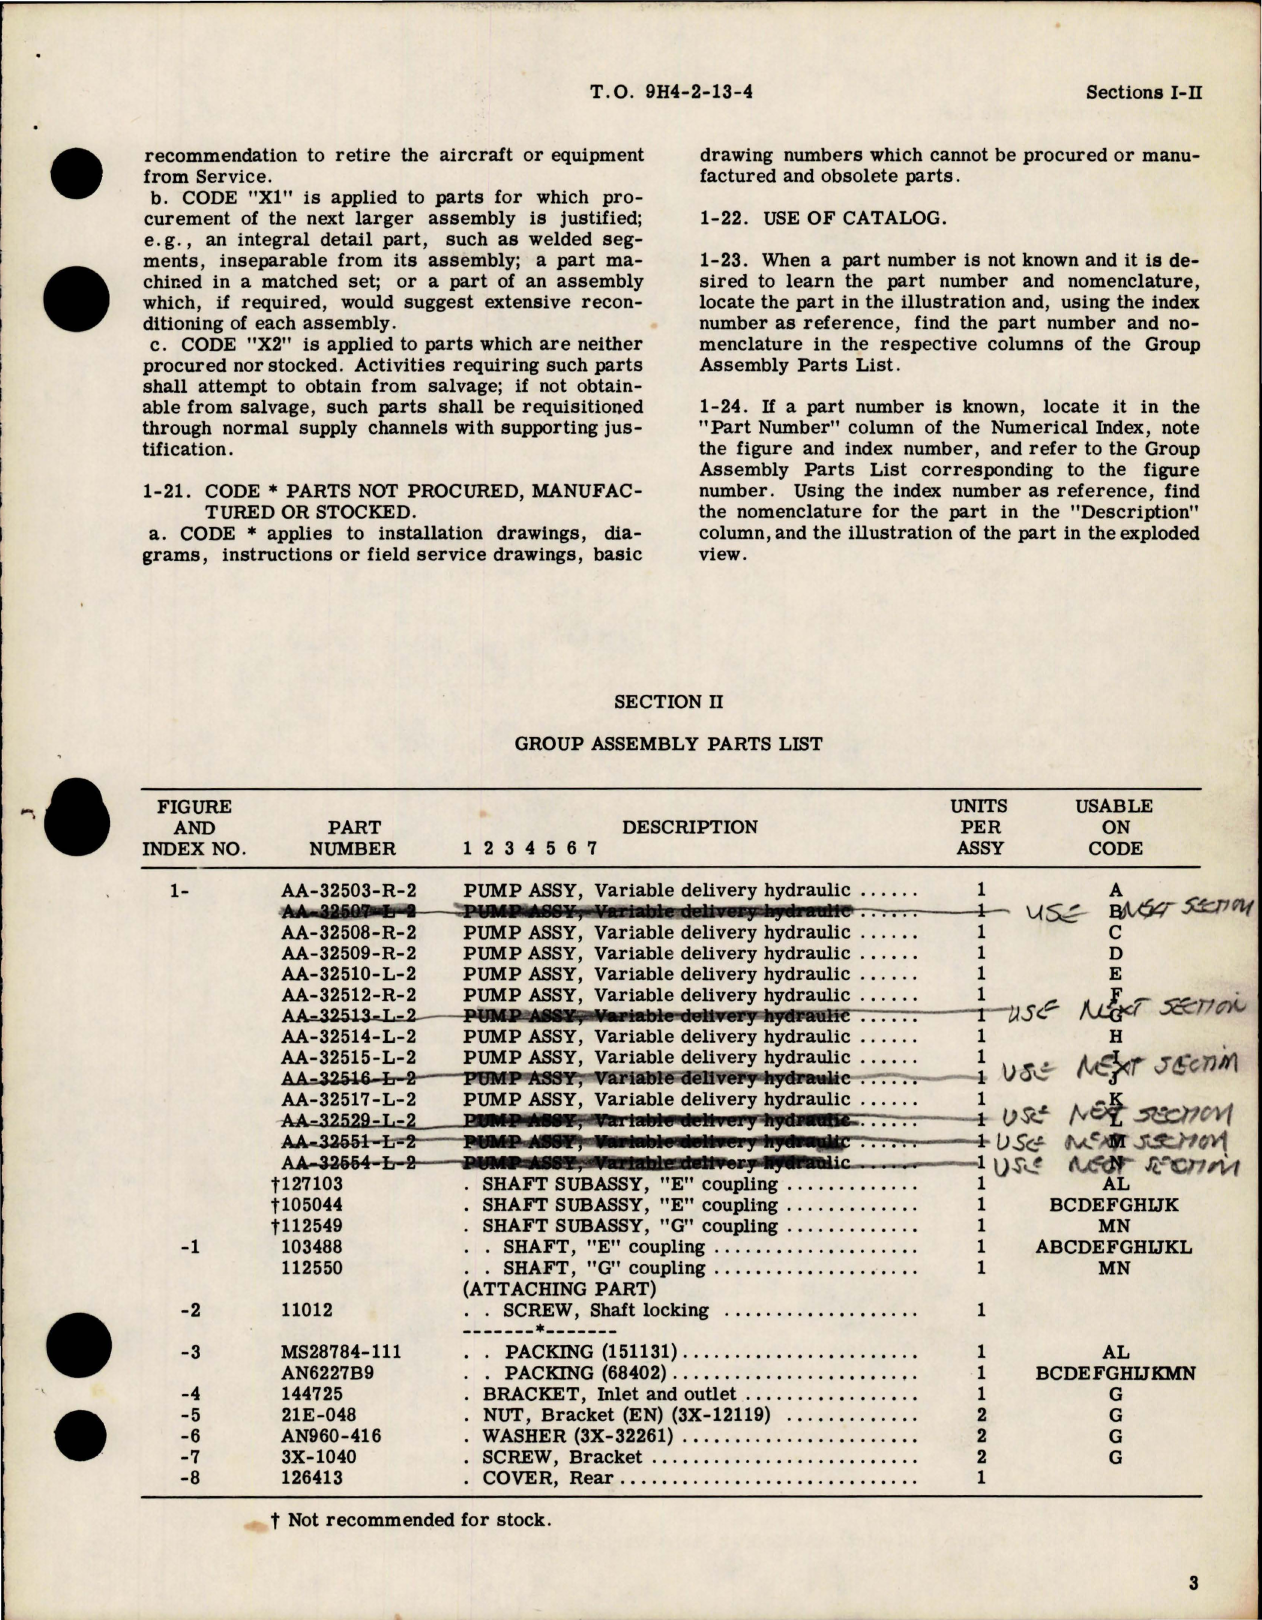 T.O. 9H4-2-13-4
Sections I-II
recommendation to retire the aircraft or equipment
from Service.
b. CODE "X1" is applied to parts for which pro-
curement of the next larger assembly is justified;
e.g., an integral detail part, such as welded seg-
ments, inseparable from its assembly; a part ma-
chined in a matched set; or a part of an assembly
which, if required, would suggest extensive recon-
ditioning of each assembly.
c. CODE "X2" is applied to parts which are neither
procured nor stocked. Activities requiring such parts
shall attempt to obtain from salvage; if not obtain-
able from salvage, such parts shall be requisitioned
through normal supply channels with supporting jus-
tification.
1-21. CODE * PARTS NOT PROCURED, MANUFAC-
TURED OR STOCKED.
a. CODE * applies to installation drawings, dia-
grams, instructions or field service drawings, basic
drawing numbers which cannot be procured or manu-
factured and obsolete parts.
1-22. USE OF CATALOG.
1-23. When a part number is not known and it is de-
sired to learn the part number and nomenclature,
locate the part in the illustration and, using the index
number as reference, find the part number and no-
menclature in the respective columns of the Group
Assembly Parts List.
1-24. If a part number is known, locate it in the
"Part Number" column of the Numerical Index, note
the figure and index number, and refer to the Group
Assembly Parts List corresponding to the figure
number. Using the index number as reference, find
the nomenclature for the part in the "Description"
column, and the illustration of the part in the exploded
view.
SECTION II
GROUP ASSEMBLY PARTS LIST
FIGURE UNITS USABLE
AND PART DESCRIPTION PER ON
INDEX NO. NUMBER 1 2 3 4 5 6 7 ASSY CODE
1- AA-32503-R-2 PUMP ASSY, Variable delivery hydraulic ...... 1 A
AA-32507-L-2 PUMP ASSY, Variable delivery hydraulic ...... 1 B USE NEXT SECTION
AA-32508-R-2 PUMP ASSY, Variable delivery hydraulic ...... 1 C
AA-32509-R-2 PUMP ASSY, Variable delivery hydraulic ...... 1 D
AA-32510-L-2 PUMP ASSY, Variable delivery hydraulic ...... 1 E
AA-32512-R-2 PUMP ASSY, Variable delivery hydraulic ...... 1 F
AA-32513-L-2 PUMP ASSY, Variable delivery hydraulic ...... 1 G USE NEXT SECTION
AA-32514-L-2 PUMP ASSY, Variable delivery hydraulic ...... 1 H
AA-32515-L-2 PUMP ASSY, Variable delivery hydraulic ...... 1 I
AA-32516-L-2 PUMP ASSY, Variable delivery hydraulic ...... 1 J USE NEXT SECTION
AA-32517-L-2 PUMP ASSY, Variable delivery hydraulic ...... 1 K
AA-32529-L-2 PUMP ASSY, Variable delivery hydraulic ...... 1 L USE NEXT SECTION
AA-32551-L-2 PUMP ASSY, Variable delivery hydraulic ...... 1 M USE NEXT SECTION
AA-32554-L-2 PUMP ASSY, Variable delivery hydraulic ...... 1 N USE NEXT SECTION
†127103 . SHAFT SUBASSY, "E" coupling ............. 1 AL
†105044 . SHAFT SUBASSY, "E" coupling ............. 1 BCDEFGHIJK
†112549 . SHAFT SUBASSY, "G" coupling ............. 1 MN
-1 103488 . . SHAFT, "E" coupling .................... 1 ABCDEFGHIJKL
112550 . . SHAFT, "G" coupling .................... 1 MN
(ATTACHING PART)
-2 11012 . . SCREW, Shaft locking ................... 1
-------*-------
-3 MS28784-111 . . PACKING (151131)....................... 1 AL
AN6227B9 . . PACKING (68402)........................ 1 BCDEFGHIJKMN
-4 144725 . BRACKET, Inlet and outlet ................. 1 G
-5 21E-048 . NUT, Bracket (EN) (3X-12119) ............. 2 G
-6 AN960-416 . WASHER (3X-32261) ....................... 2 G
-7 3X-1040 . SCREW, Bracket .......................... 2 G
-8 126413 . COVER, Rear............................. 1
† Not recommended for stock.
3